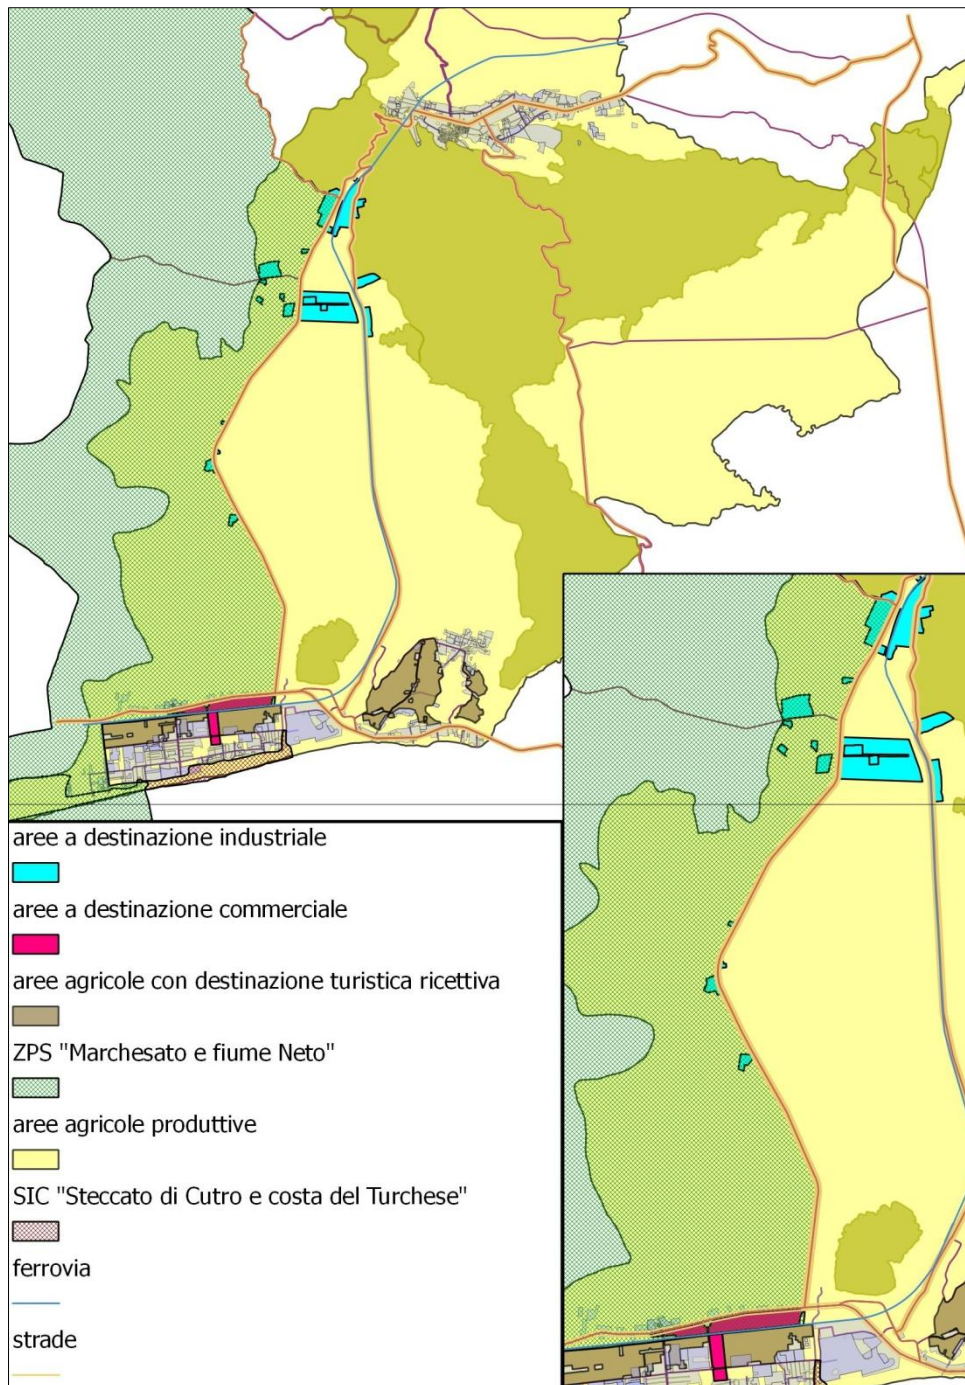 aree a destinazione industriale
aree a destinazione commerciale
aree agricole con destinazione turistica ricettiva
ZPS "Marchesato e fiume Neto"
aree agricole produttive
SIC "Steccato di Cutro e costa del Turchese"
ferrovia
strade